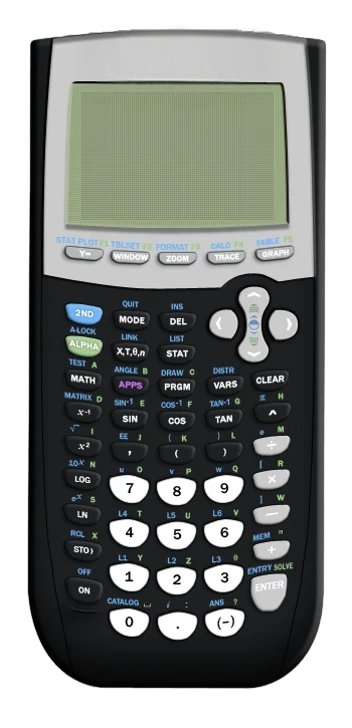 STAT PLOT F1 TBLSET F2 FORMAT F3 CALC F4 TABLE F5
Y= WINDOW ZOOM TRACE GRAPH
QUIT INS
2ND MODE DEL
A-LOCK LINK LIST
ALPHA X,T,θ,n STAT
TEST A ANGLE B DRAW C DISTR
MATH APPS PRGM VARS CLEAR
MATRIX D SIN-1 E COS-1 F TAN-1 G π H
x-1 SIN COS TAN ^
√ I EE J { K } L e M
x2 , ( ) ÷
10x N u O v P w Q [ R
LOG 7 8 9 ×
ex S L4 T L5 U L6 V ] W
LN 4 5 6 −
RCL X L1 Y L2 Z L3 θ MEM "
STO› 1 2 3 +
OFF CATALOG ⎵ i : ANS ? ENTRY SOLVE
ON 0 . (-) ENTER